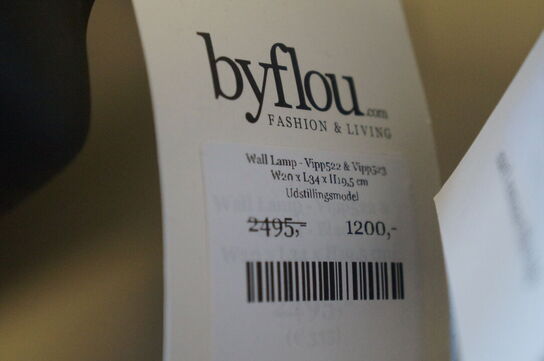 byflou.com
FASHION & LIVING
Wall Lamp - Vipp522 & Vipp523
W20 x L34 x H19,5 cm
Udstillingsmodel
2495,- 1200,-